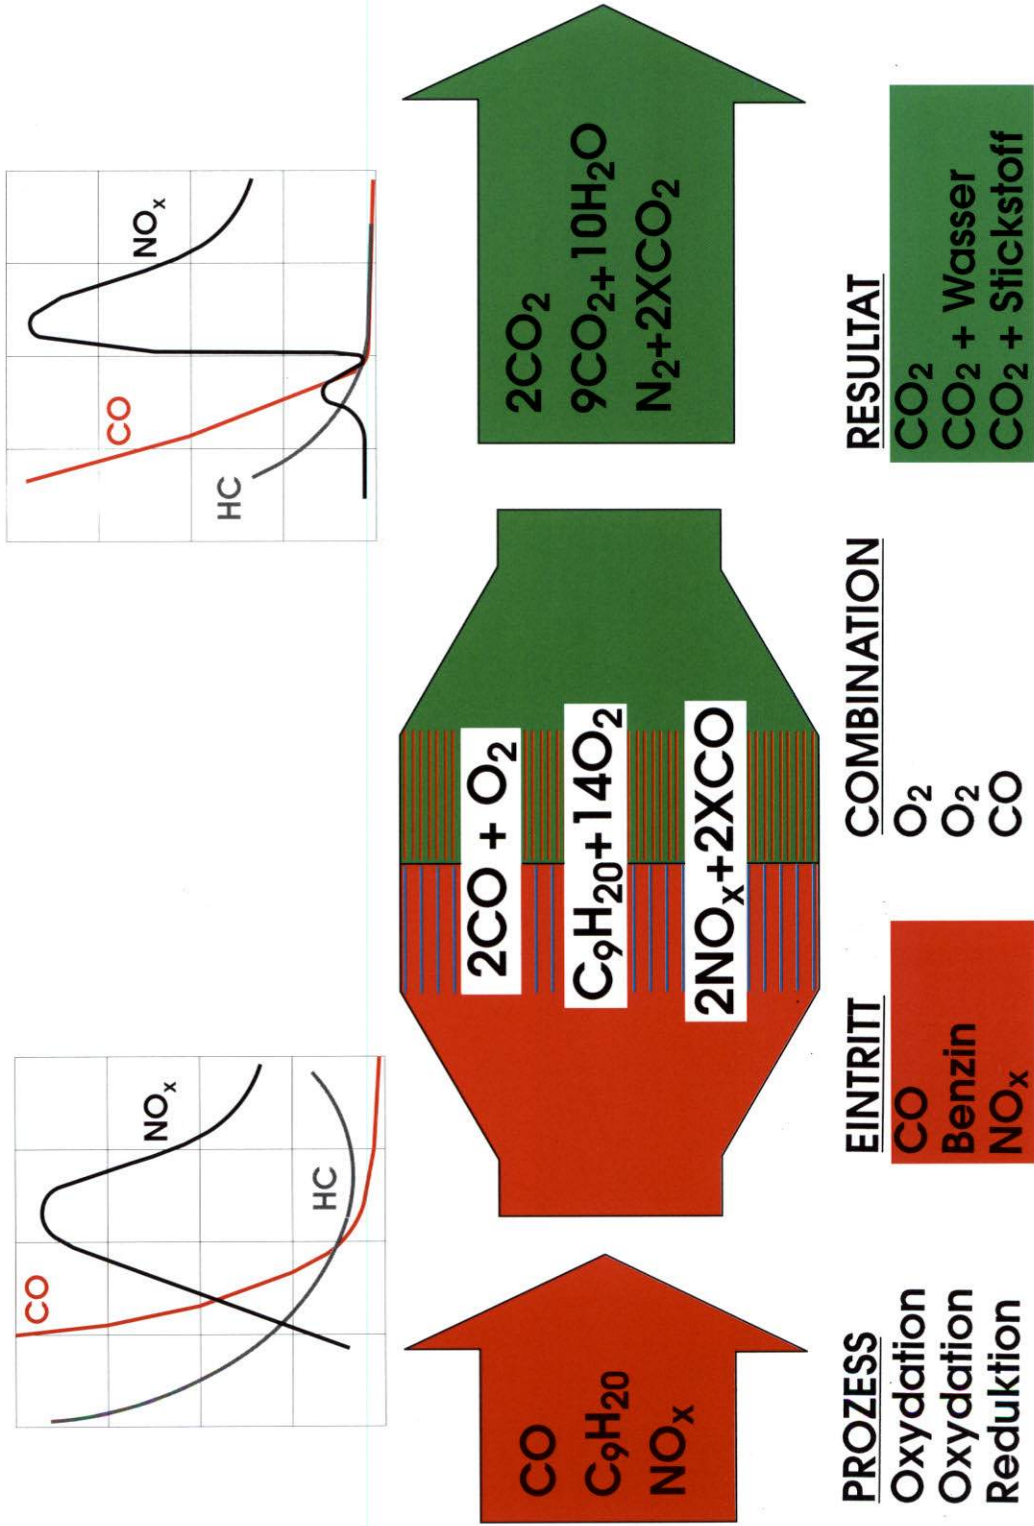 CO
NOₓ
HC
CO
NOₓ
HC
CO
C₉H₂₀
NOₓ
2CO + O₂
C₉H₂₀+14O₂
2NOₓ+2XCO
2CO₂
9CO₂+10H₂O
N₂+2XCO₂
PROZESS EINTRITT COMBINATION RESULTAT
Oxydation CO O₂ CO₂
Oxydation Benzin O₂ CO₂ + Wasser
Reduktion NOₓ CO CO₂ + Stickstoff